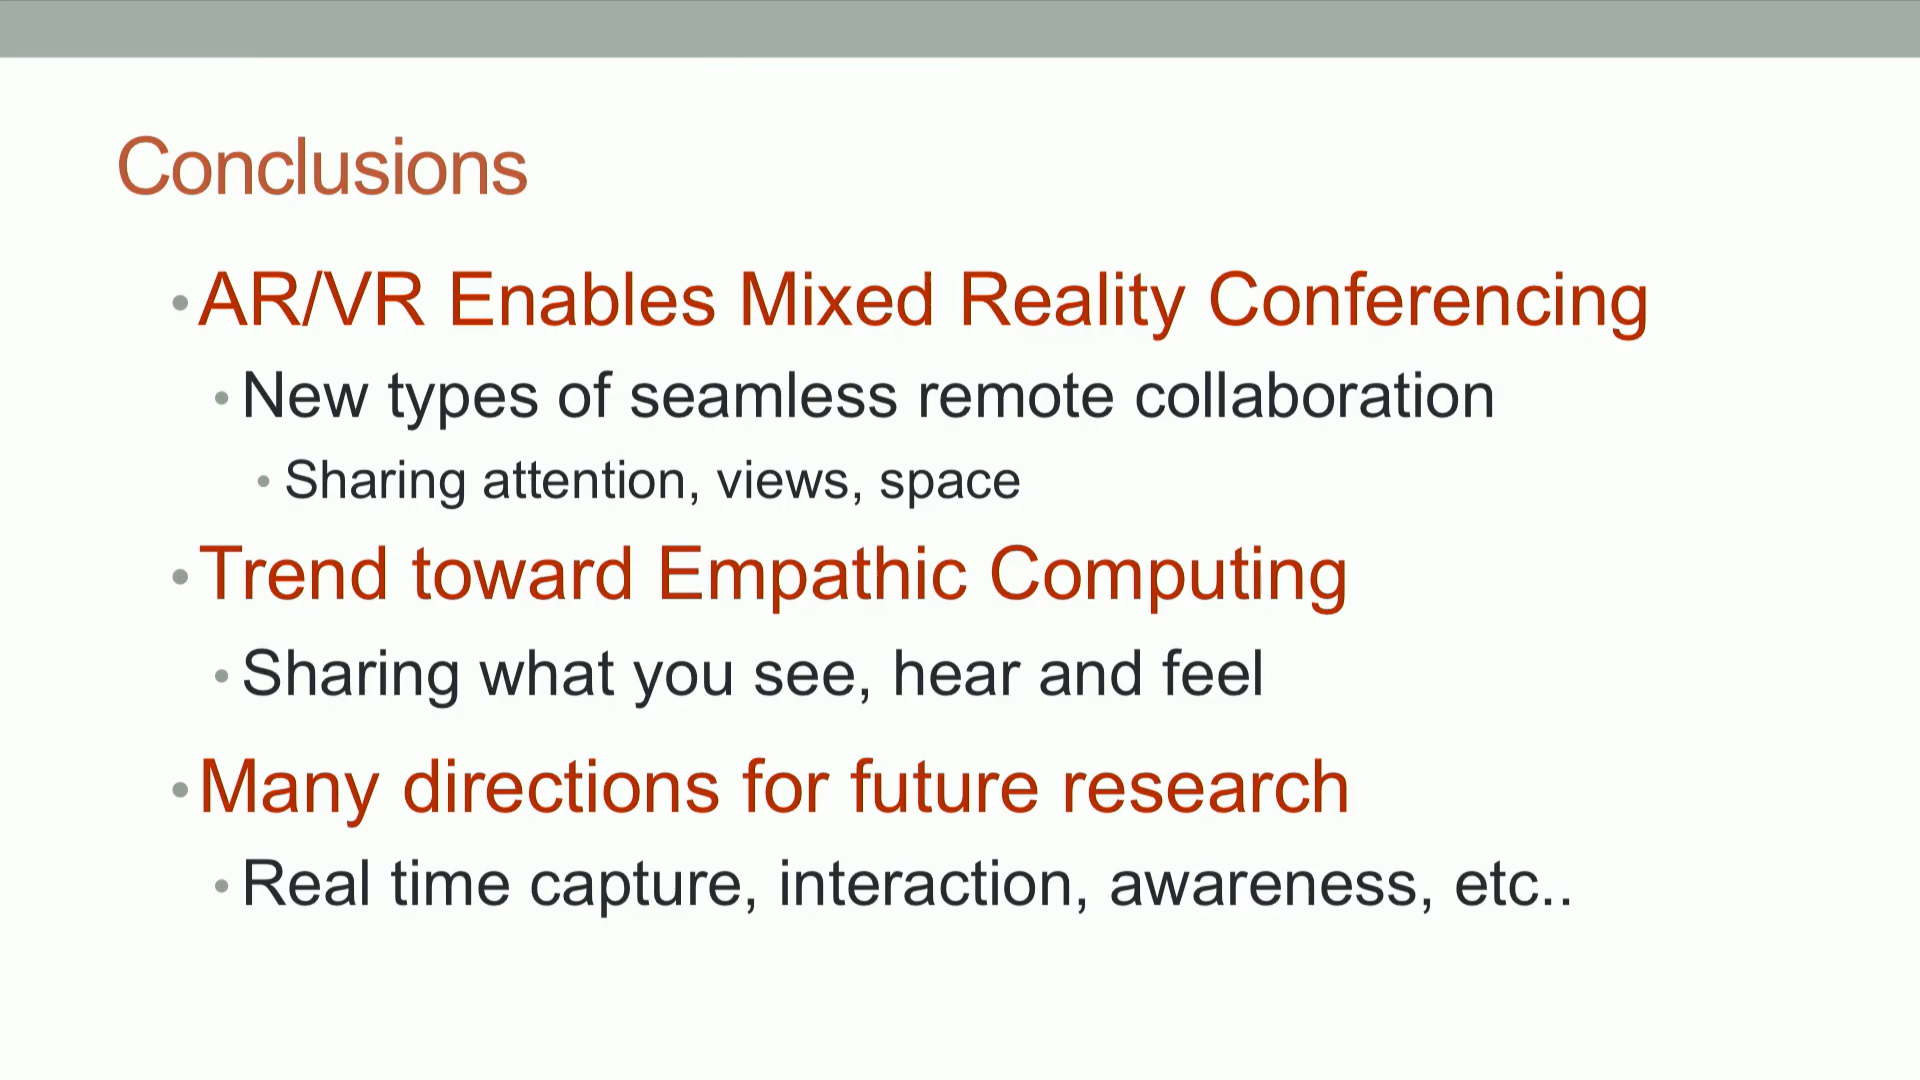 Conclusions
•AR/VR Enables Mixed Reality Conferencing
•New types of seamless remote collaboration
•Sharing attention, views, space
•Trend toward Empathic Computing
•Sharing what you see, hear and feel
•Many directions for future research
•Real time capture, interaction, awareness, etc..